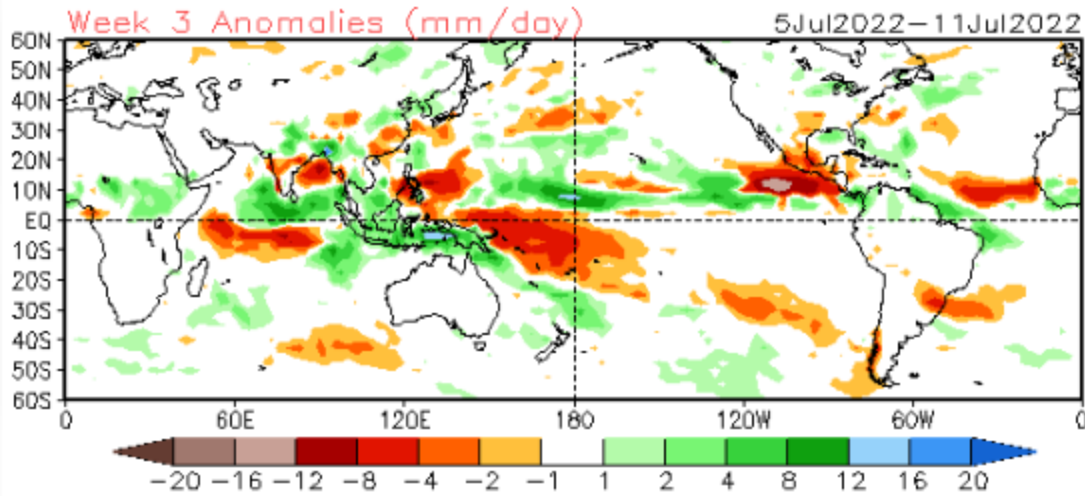 Week 3 Anomalies (mm/day) 5Jul2022–11Jul2022
60N
50N
40N
30N
20N
10N
EQ
10S
20S
30S
40S
50S
60S
0 60E 120E 180 120W 60W 0
−20 −16 −12 −8 −4 −2 −1 1 2 4 8 12 16 20